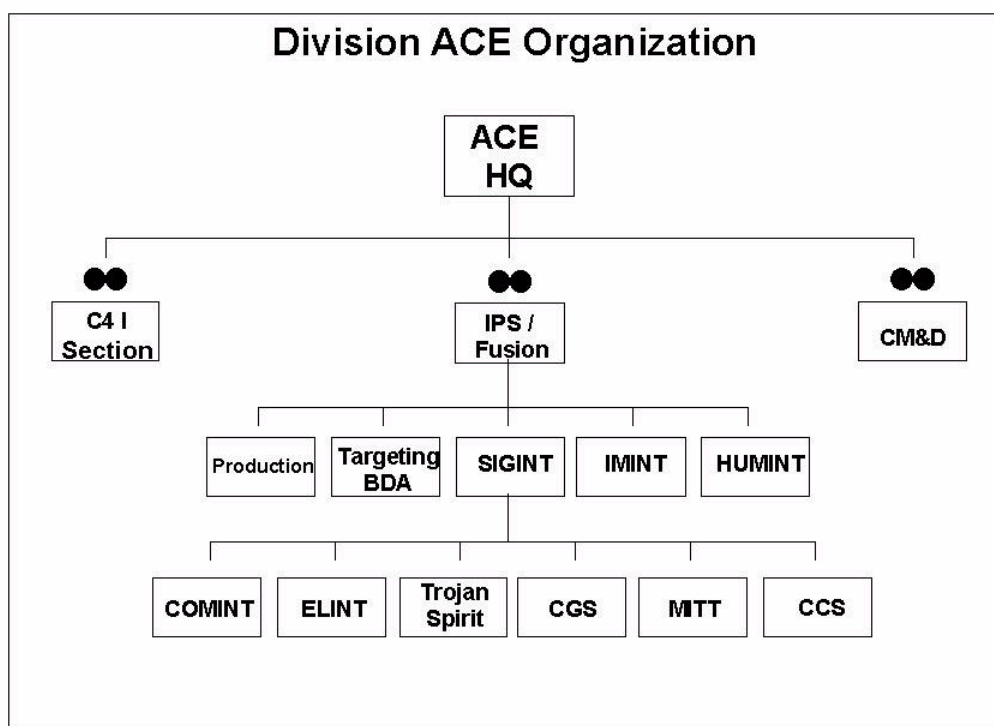 Division ACE Organization
ACE
HQ
C4 I
Section
IPS /
Fusion
CM&D
Production
Targeting
BDA
SIGINT
IMINT
HUMINT
COMINT
ELINT
Trojan
Spirit
CGS
MITT
CCS